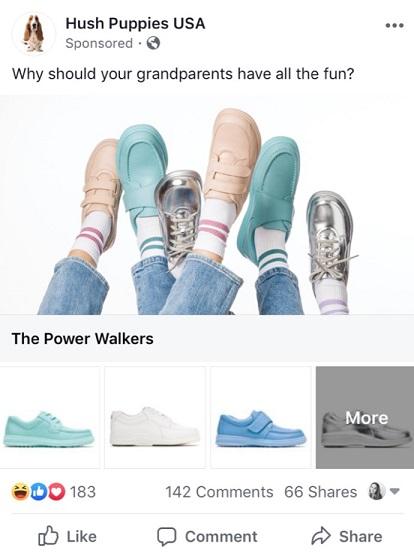 Hush Puppies USA
Sponsored ·
Why should your grandparents have all the fun?
The Power Walkers
More
183
142 Comments 66 Shares
Like Comment Share